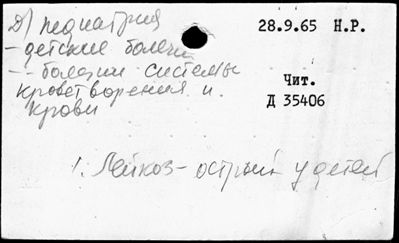 Д) педиатрия
- детские болезни
-- болезни системы
кроветворения и
крови
28.9.65 Н.Р.
Чит.
Д 35406
1. Лейкоз - острый у детей